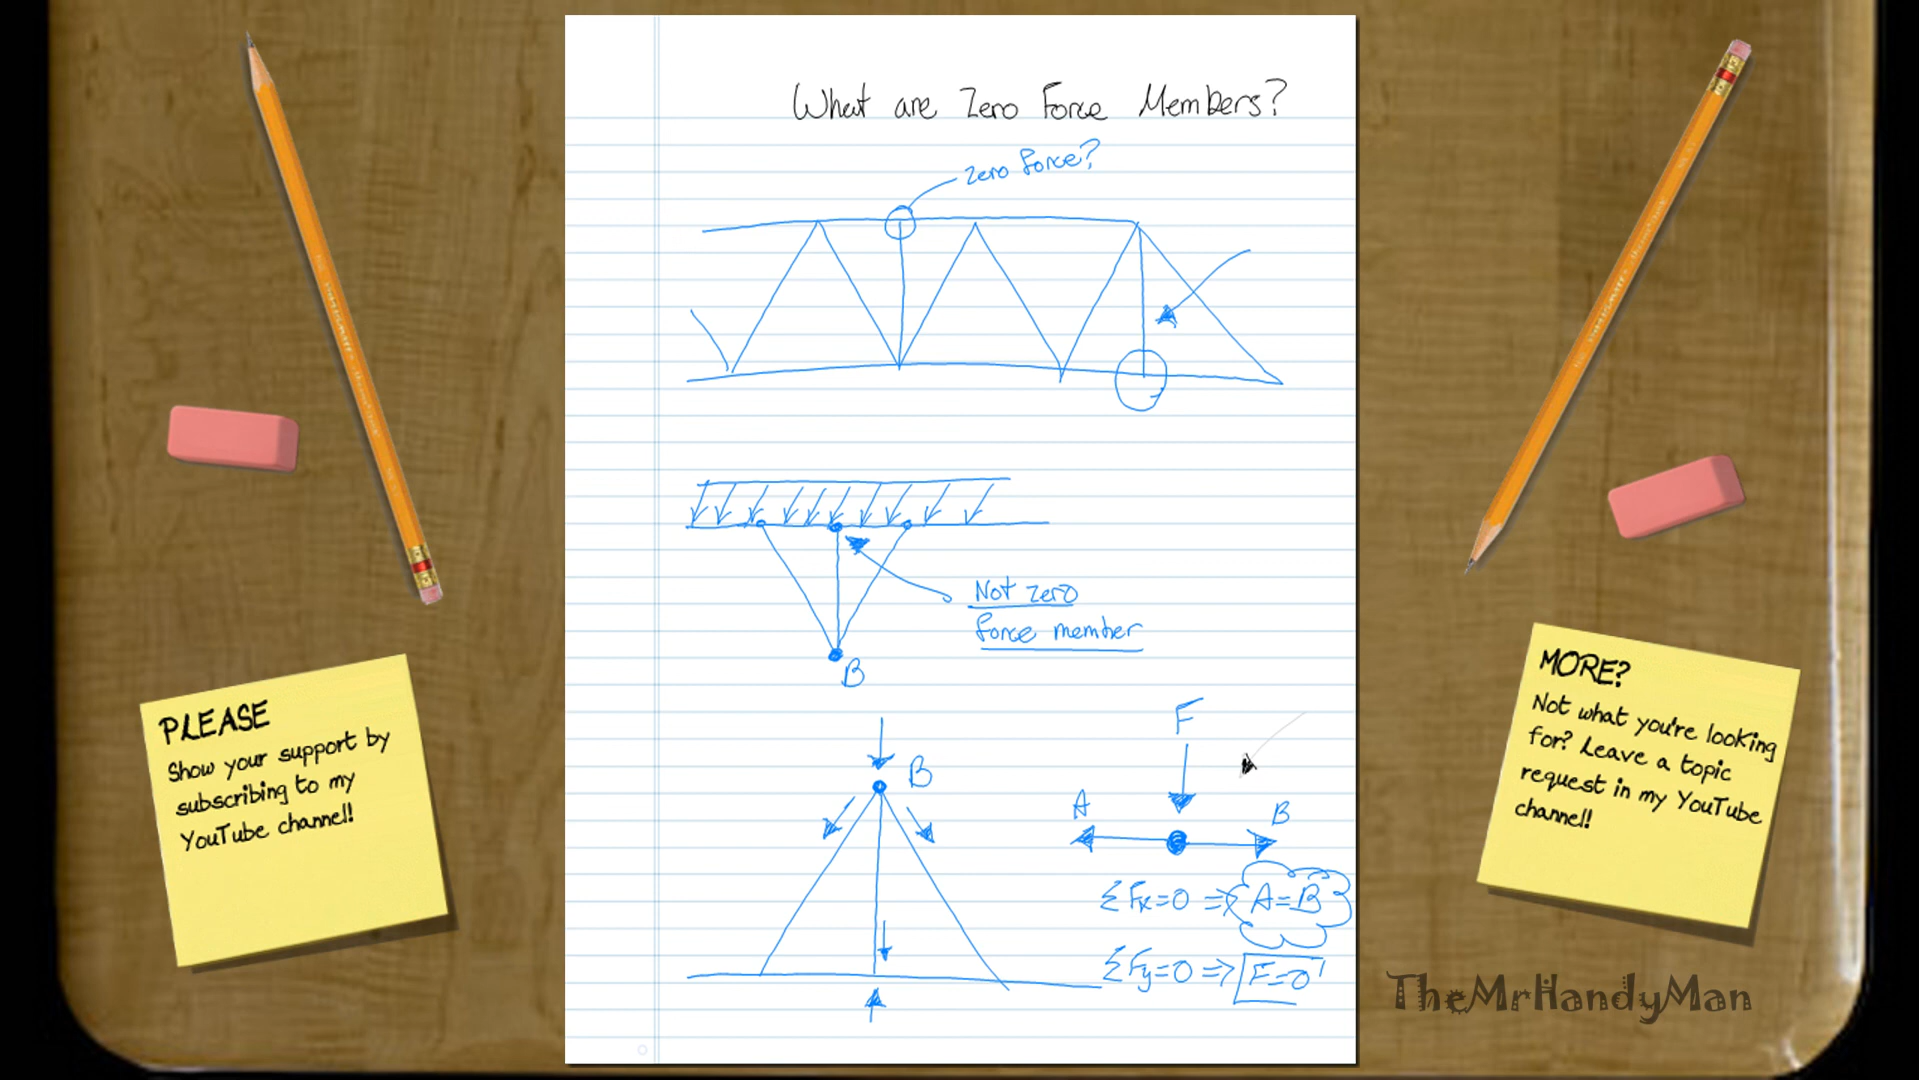 What are Zero Force Members?
Zero force?
Not zero
force member
B
B
F
A
B
ΣFx=0 => A=B
ΣFy=0 => F=0
PLEASE
Show your support by
subscribing to my
YouTube channel!
MORE?
Not what you're looking
for? Leave a topic
request in my YouTube
channel!
TheMrHandyMan